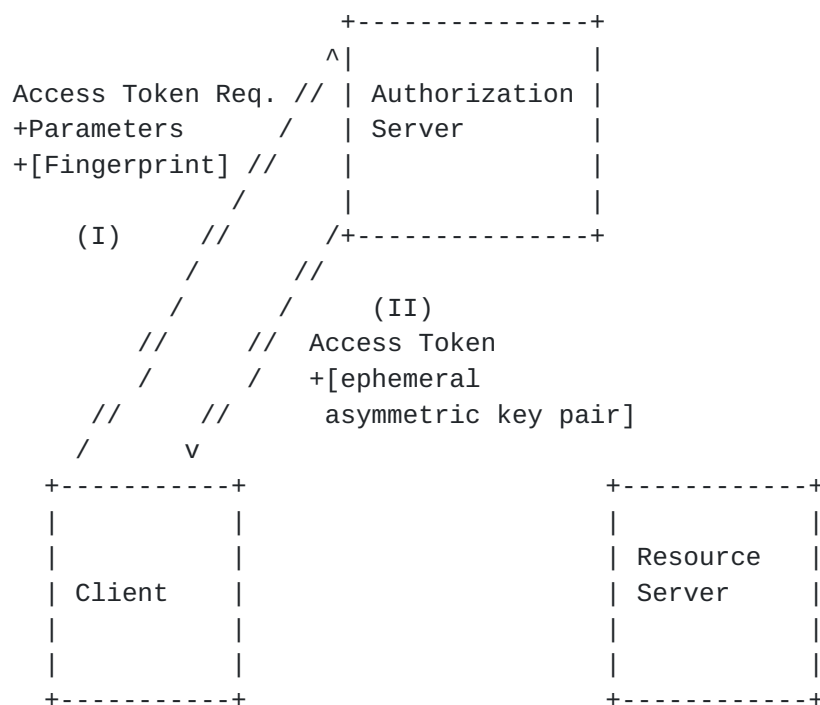 Access Token Req.
+Parameters
+[Fingerprint]
Authorization
Server
(I)
(II)
Access Token
+[ephemeral
asymmetric key pair]
Client
Resource
Server